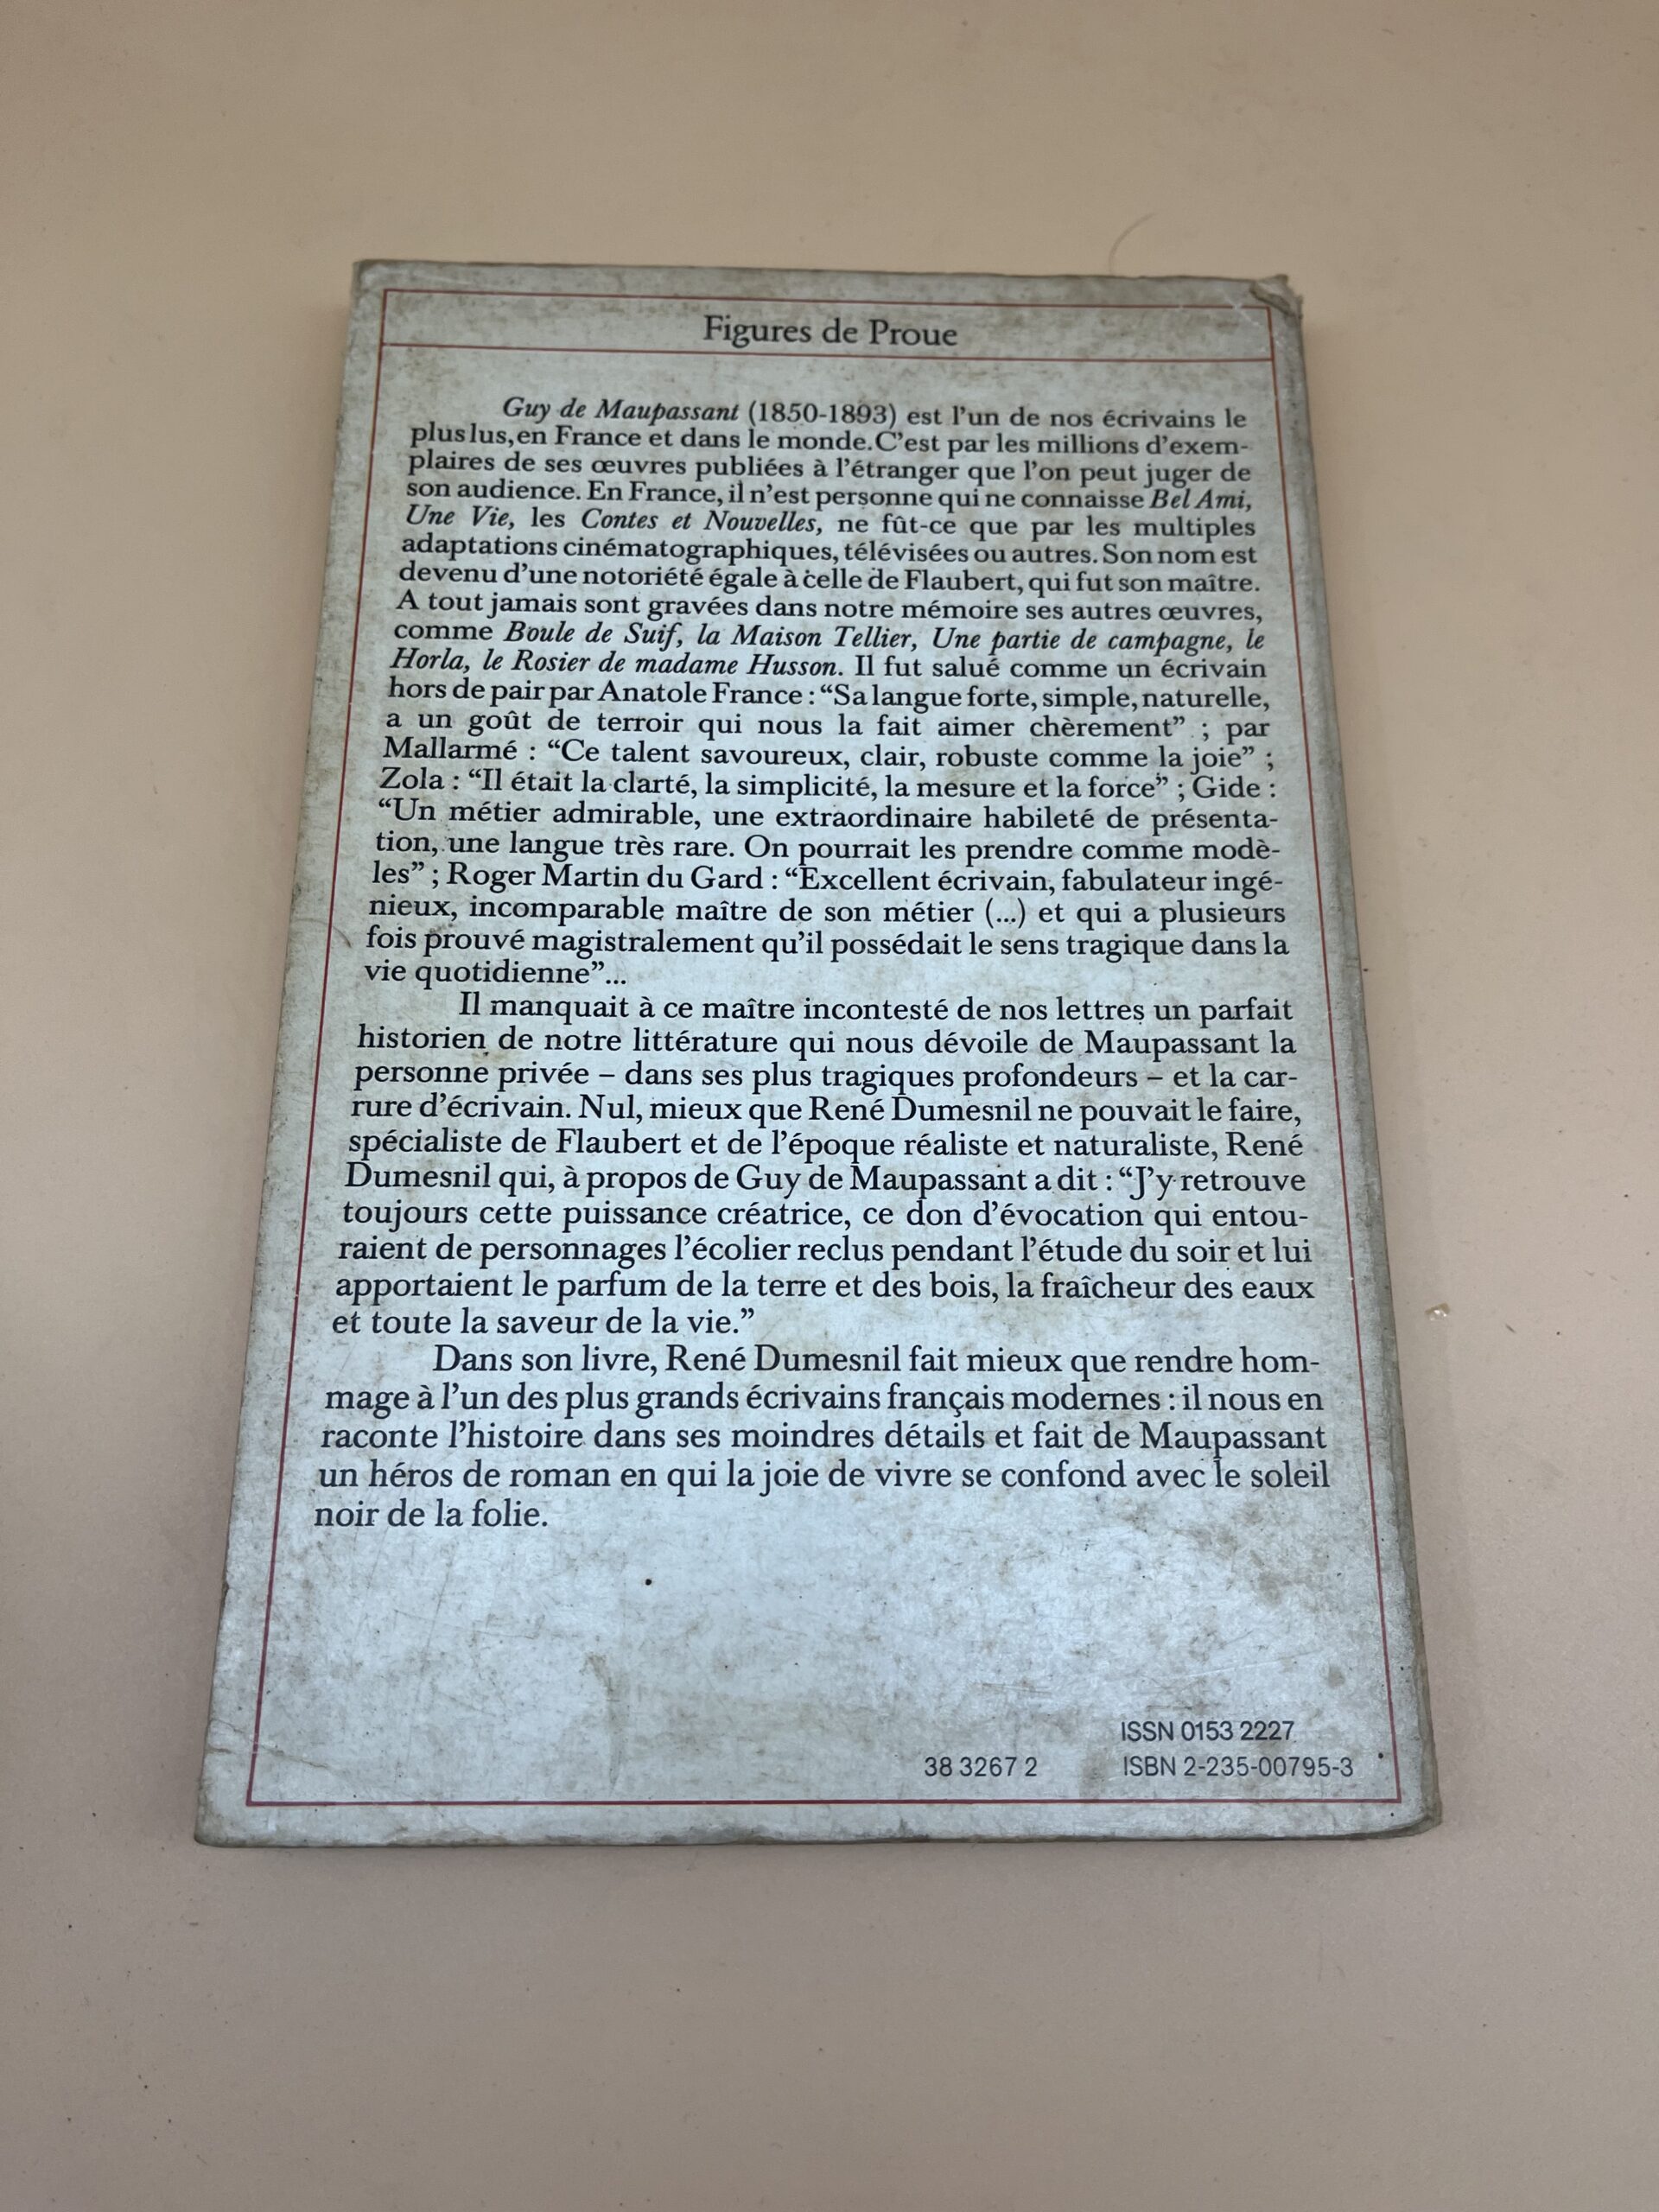 Figures de Proue
Guy de Maupassant (1850-1893) est l'un de nos écrivains le
plus lus, en France et dans le monde. C'est par les millions d'exem-
plaires de ses œuvres publiées à l'étranger que l'on peut juger de
son audience. En France, il n'est personne qui ne connaisse Bel Ami,
Une Vie, les Contes et Nouvelles, ne fût-ce que par les multiples
adaptations cinématographiques, télévisées ou autres. Son nom est
devenu d'une notoriété égale à celle de Flaubert, qui fut son maître.
A tout jamais sont gravées dans notre mémoire ses autres œuvres,
comme Boule de Suif, la Maison Tellier, Une partie de campagne, le
Horla, le Rosier de madame Husson. Il fut salué comme un écrivain
hors de pair par Anatole France : “Sa langue forte, simple, naturelle,
a un goût de terroir qui nous la fait aimer chèrement” ; par
Mallarmé : “Ce talent savoureux, clair, robuste comme la joie” ;
Zola : “Il était la clarté, la simplicité, la mesure et la force” ; Gide :
“Un métier admirable, une extraordinaire habileté de présenta-
tion, une langue très rare. On pourrait les prendre comme modè-
les” ; Roger Martin du Gard : “Excellent écrivain, fabulateur ingé-
nieux, incomparable maître de son métier (...) et qui a plusieurs
fois prouvé magistralement qu'il possédait le sens tragique dans la
vie quotidienne”...
Il manquait à ce maître incontesté de nos lettres un parfait
historien de notre littérature qui nous dévoile de Maupassant la
personne privée – dans ses plus tragiques profondeurs – et la car-
rure d'écrivain. Nul, mieux que René Dumesnil ne pouvait le faire,
spécialiste de Flaubert et de l'époque réaliste et naturaliste, René
Dumesnil qui, à propos de Guy de Maupassant a dit : “J'y retrouve
toujours cette puissance créatrice, ce don d'évocation qui entou-
raient de personnages l'écolier reclus pendant l'étude du soir et lui
apportaient le parfum de la terre et des bois, la fraîcheur des eaux
et toute la saveur de la vie.”
Dans son livre, René Dumesnil fait mieux que rendre hom-
mage à l'un des plus grands écrivains français modernes : il nous en
raconte l'histoire dans ses moindres détails et fait de Maupassant
un héros de roman en qui la joie de vivre se confond avec le soleil
noir de la folie.
ISSN 0153 2227
38 3267 2 ISBN 2-235-00795-3